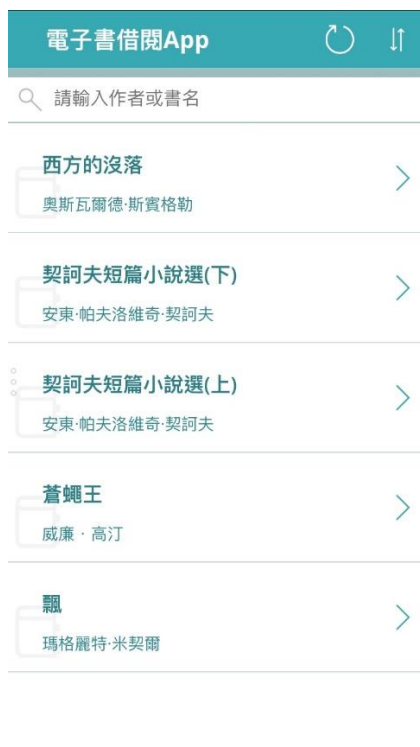 電子書借閱App
請輸入作者或書名
西方的沒落
奧斯瓦爾德·斯賓格勒
契訶夫短篇小說選(下)
安東·帕夫洛維奇·契訶夫
契訶夫短篇小說選(上)
安東·帕夫洛維奇·契訶夫
蒼蠅王
威廉．高汀
飄
瑪格麗特·米契爾